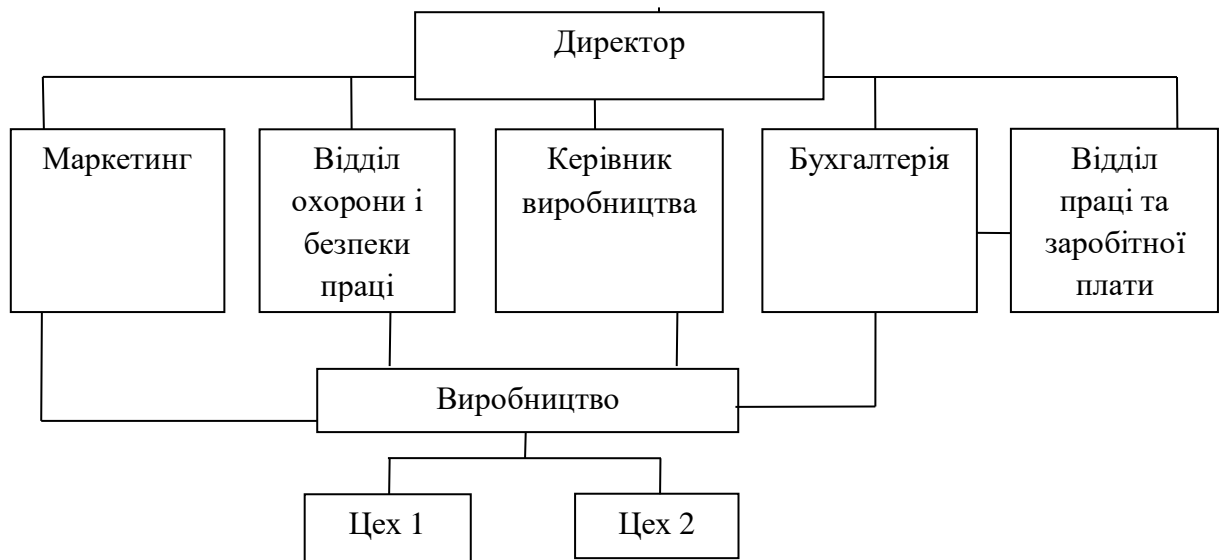 Директор
Маркетинг
Відділ
охорони і
безпеки
праці
Керівник
виробництва
Бухгалтерія
Відділ
праці та
заробітної
плати
Виробництво
Цех 1
Цех 2